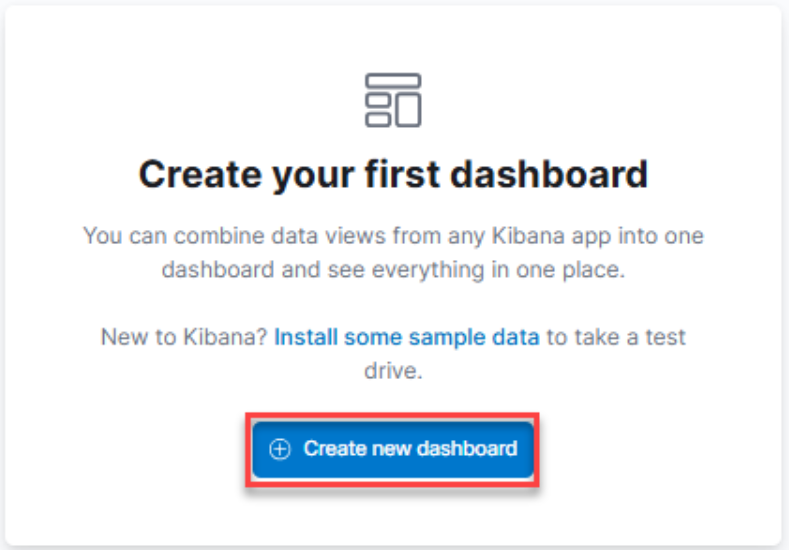 Create your first dashboard
You can combine data views from any Kibana app into one
dashboard and see everything in one place.
New to Kibana? Install some sample data to take a test
drive.
Create new dashboard